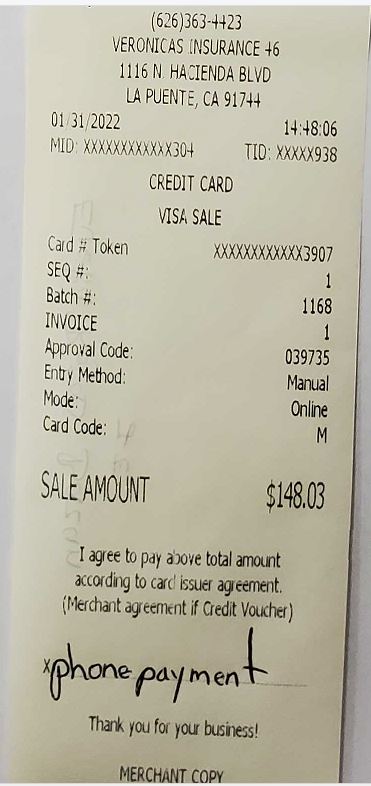 (626)363-4423
VERONICAS INSURANCE 46
1116 N. HACIENDA BLVD
LA PUENTE, CA 91744
01/31/2022 14:48:06
MID: XXXXXXXXXXXX304 TID: XXXXX938
CREDIT CARD
VISA SALE
Card # Token XXXXXXXXXXXX3907
SEQ #: 1
Batch #: 1168
INVOICE 1
Approval Code: 039735
Entry Method: Manual
Mode: Online
Card Code: M
SALE AMOUNT $148.03
I agree to pay above total amount
according to card issuer agreement.
(Merchant agreement if Credit Voucher)
x phone payment
Thank you for your business!
MERCHANT COPY